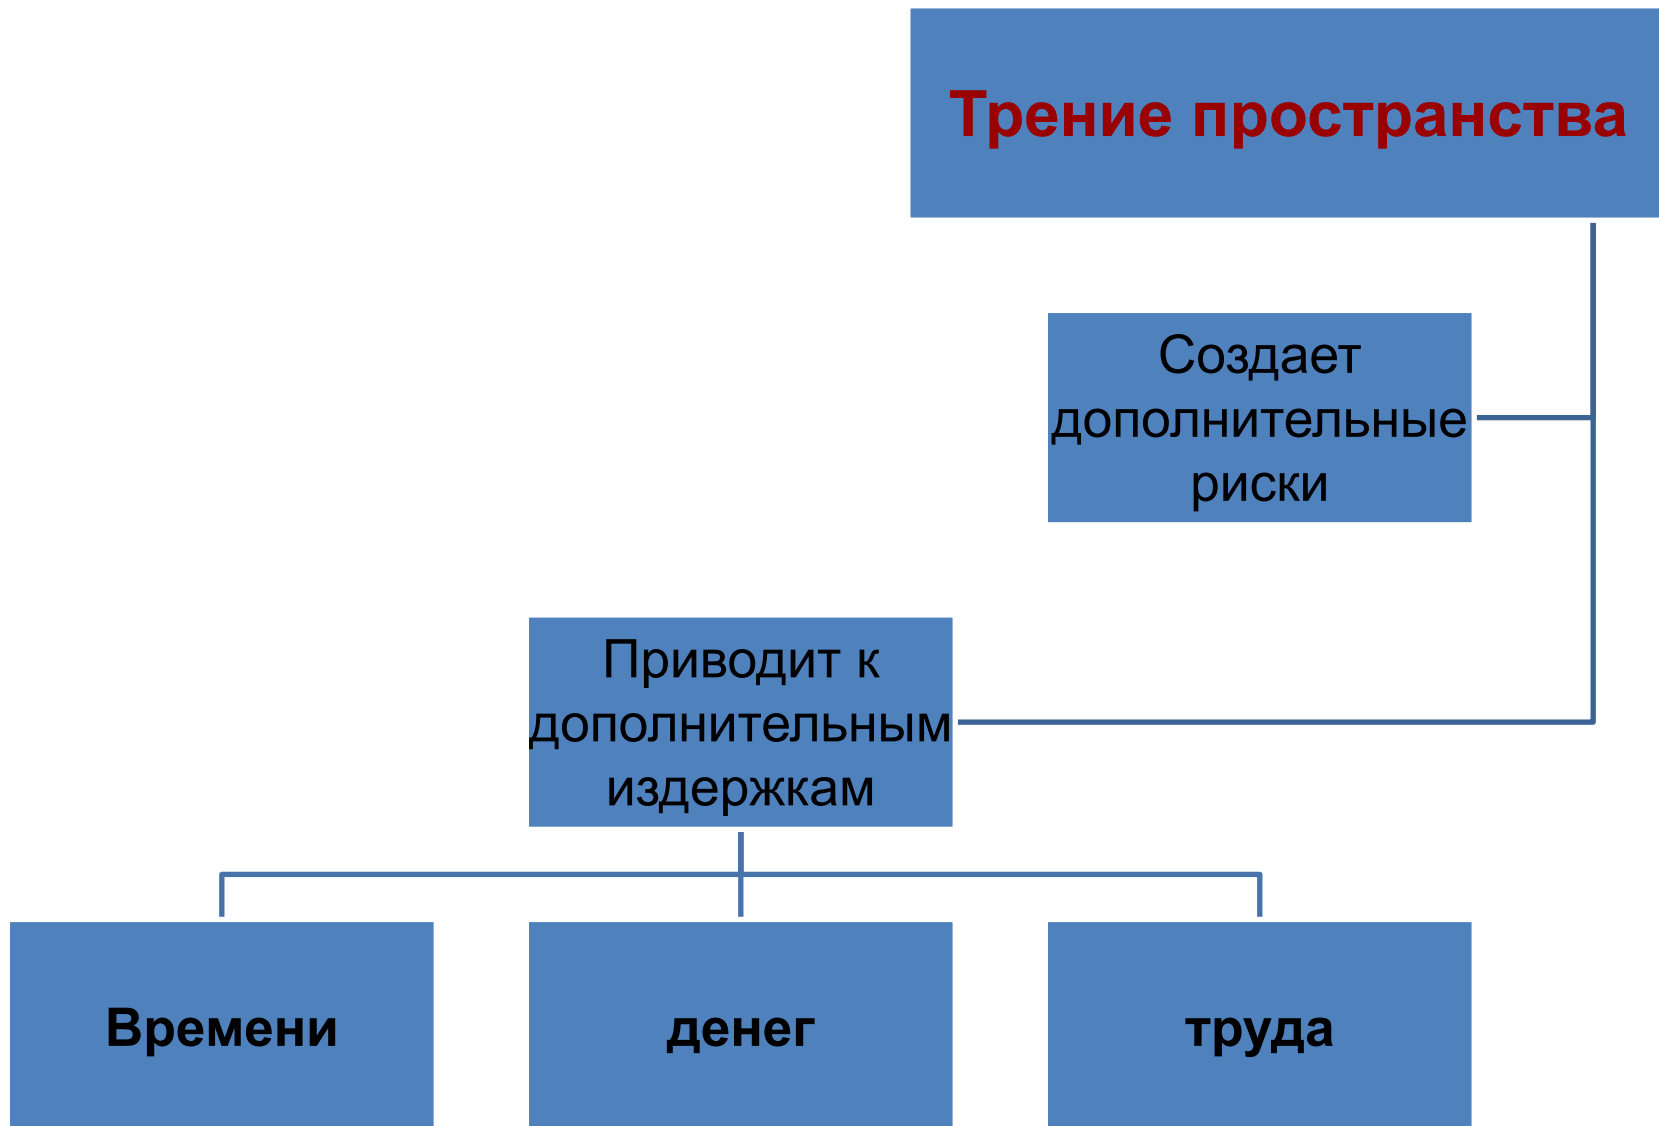 Трение пространства
Создает
дополнительные
риски
Приводит к
дополнительным
издержкам
Времени
денег
труда